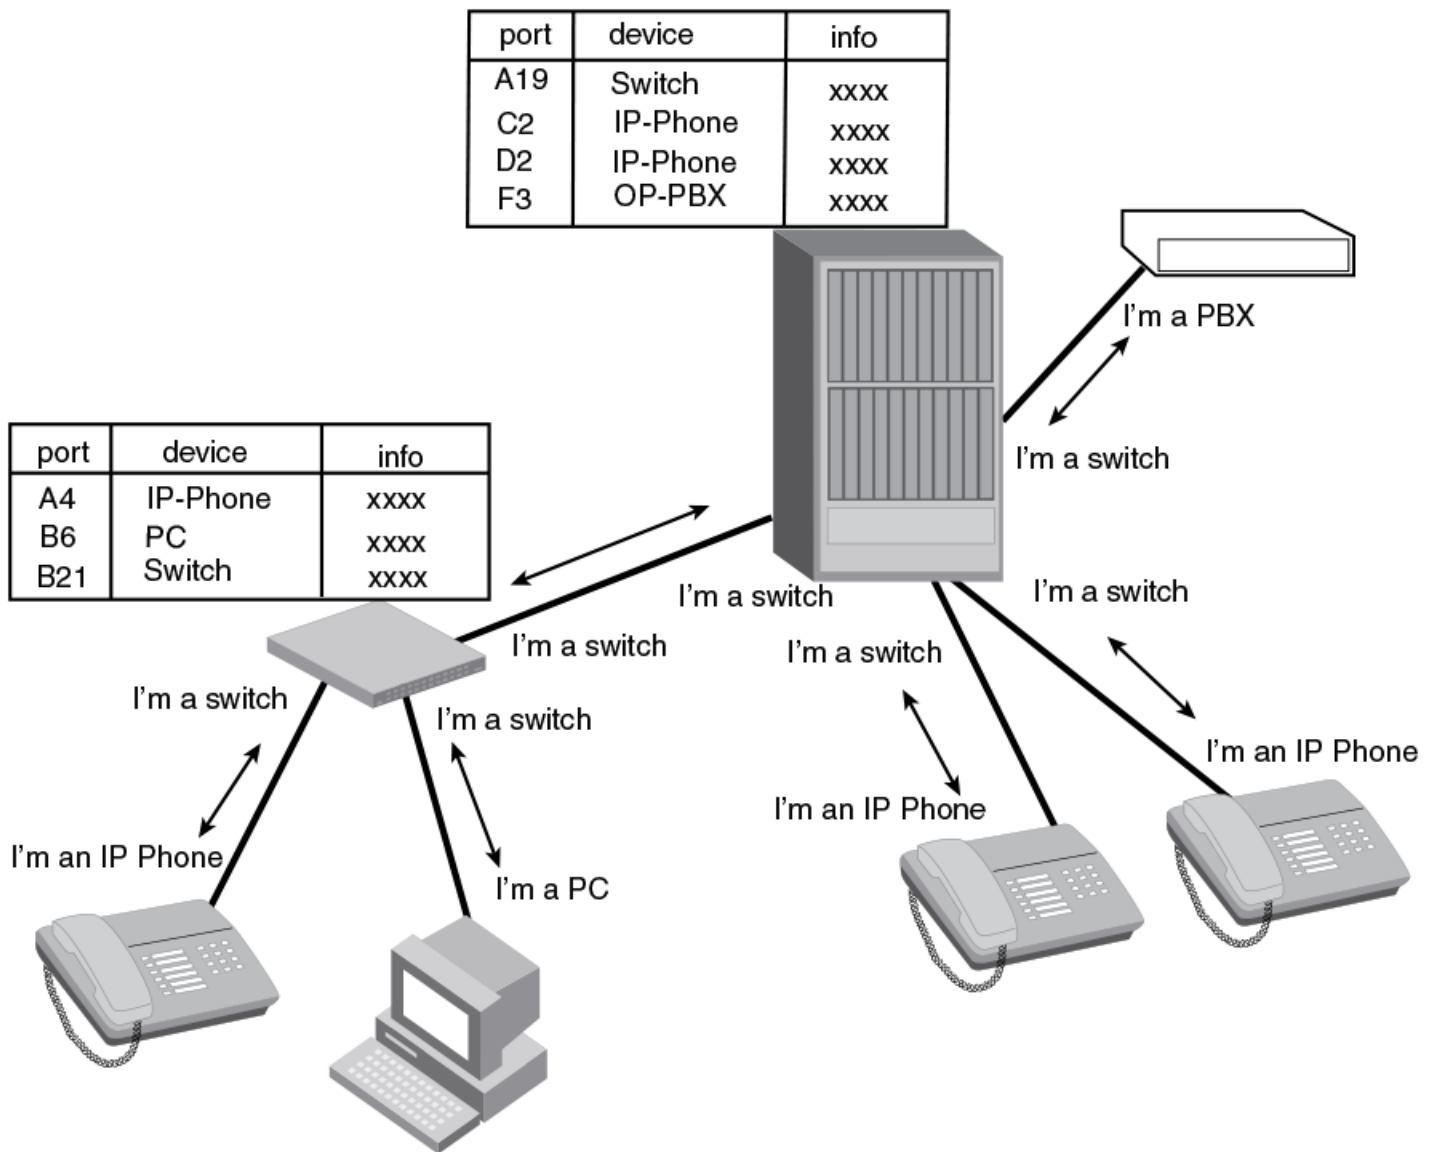 port device info
A19 Switch xxxx
C2 IP-Phone xxxx
D2 IP-Phone xxxx
F3 OP-PBX xxxx
I'm a PBX
I'm a switch
port device info
A4 IP-Phone xxxx
B6 PC xxxx
B21 Switch xxxx
I'm a switch
I'm a switch
I'm a switch
I'm a switch
I'm a switch
I'm a switch
I'm an IP Phone
I'm an IP Phone
I'm an IP Phone
I'm a PC